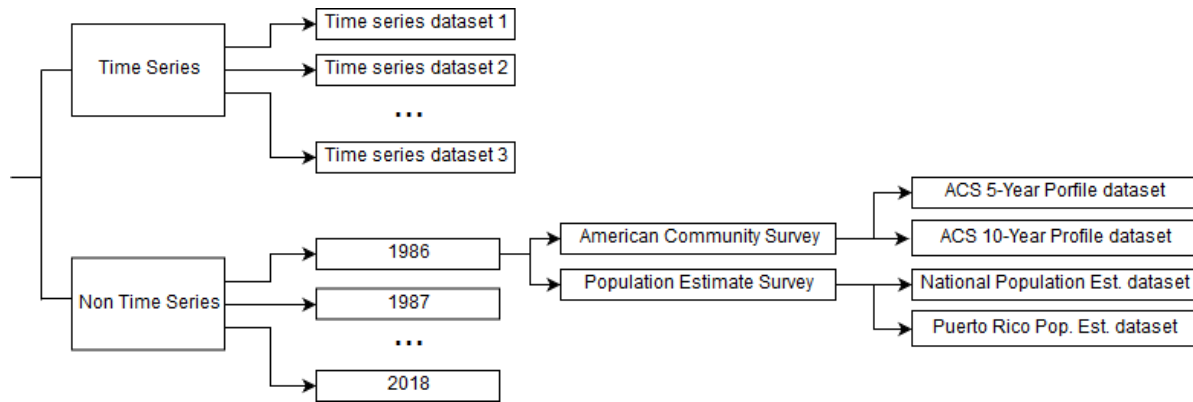 Time Series
Time series dataset 1
Time series dataset 2
...
Time series dataset 3
Non Time Series
1986
1987
...
2018
American Community Survey
Population Estimate Survey
ACS 5-Year Porfile dataset
ACS 10-Year Profile dataset
National Population Est. dataset
Puerto Rico Pop. Est. dataset